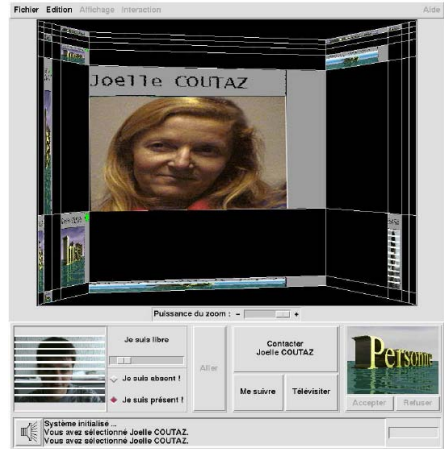 Fichier Edition Affichage Interaction Aide
Joelle COUTAZ
Puissance du zoom : - +
Je suis libre
Je suis absent !
Je suis présent !
Aller
Contacter
Joelle COUTAZ
Me suivre Télévisiter
Personne
Accepter Refuser
Système initialisé ...
Vous avez sélectionné Joelle COUTAZ.
Vous avez sélectionné Joelle COUTAZ.